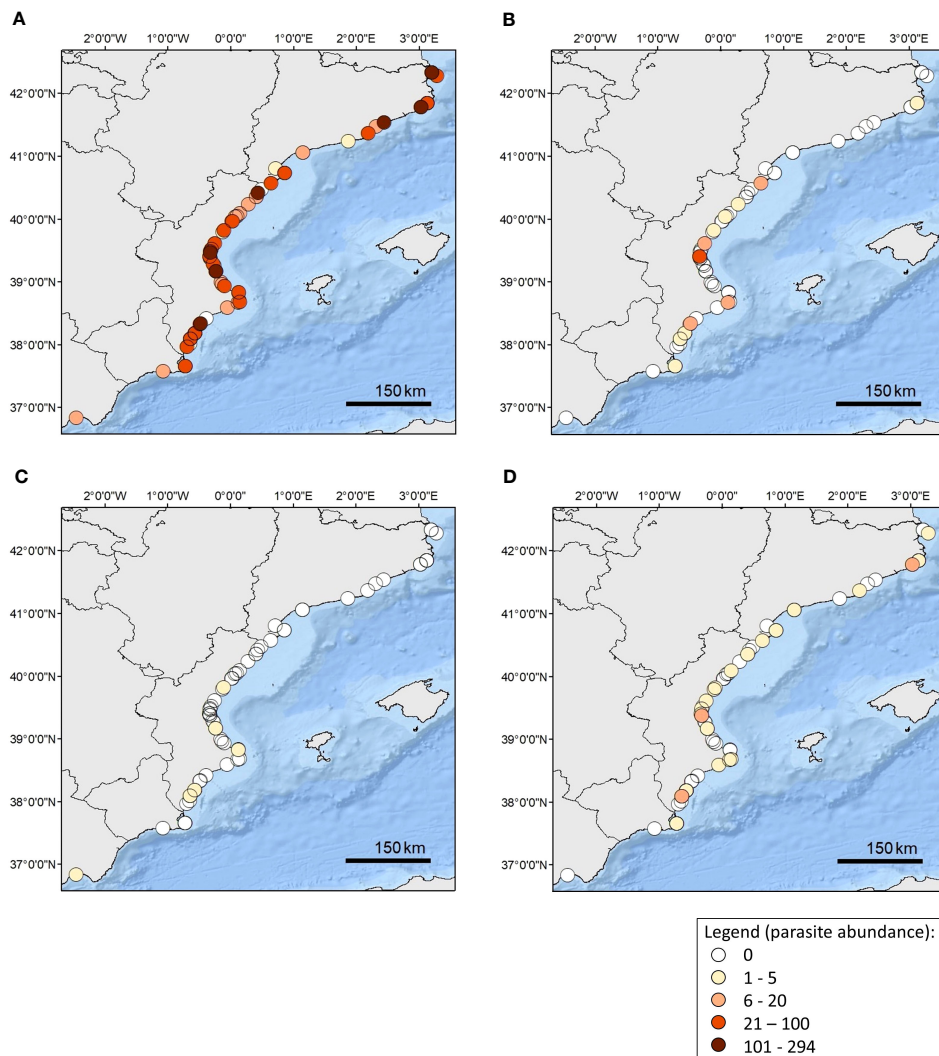 A
B
2°0'0"W 1°0'0"W 0°0'0" 1°0'0"E 2°0'0"E 3°0'0"E
2°0'0"W 1°0'0"W 0°0'0" 1°0'0"E 2°0'0"E 3°0'0"E
42°0'0"N
41°0'0"N
40°0'0"N
39°0'0"N
38°0'0"N
37°0'0"N
150 km
42°0'0"N
41°0'0"N
40°0'0"N
39°0'0"N
38°0'0"N
37°0'0"N
150 km
C
D
2°0'0"W 1°0'0"W 0°0'0" 1°0'0"E 2°0'0"E 3°0'0"E
2°0'0"W 1°0'0"W 0°0'0" 1°0'0"E 2°0'0"E 3°0'0"E
42°0'0"N
41°0'0"N
40°0'0"N
39°0'0"N
38°0'0"N
37°0'0"N
150 km
42°0'0"N
41°0'0"N
40°0'0"N
39°0'0"N
38°0'0"N
37°0'0"N
150 km
Legend (parasite abundance):
0
1 - 5
6 - 20
21 – 100
101 - 294